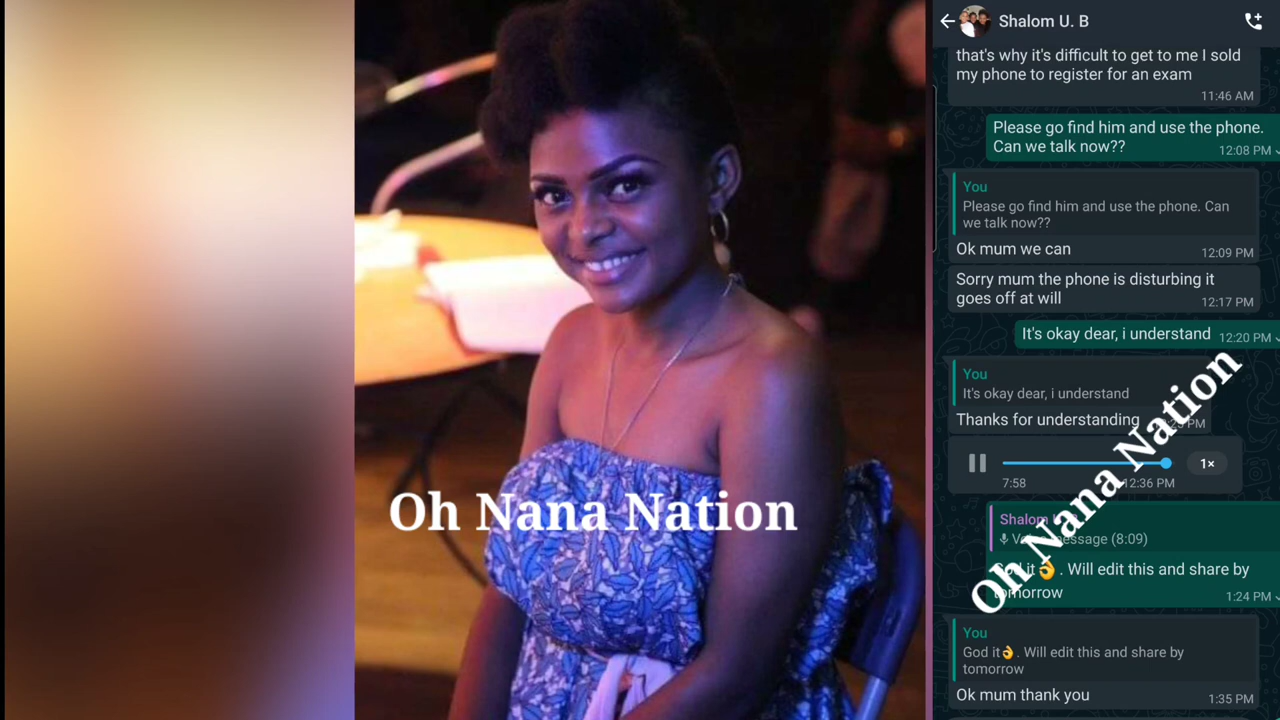 Oh Nana Nation
Shalom U. B
that's why it's difficult to get to me I sold
my phone to register for an exam
11:46 AM
Please go find him and use the phone.
Can we talk now??
12:08 PM
You
Please go find him and use the phone. Can
we talk now??
Ok mum we can
12:09 PM
Sorry mum the phone is disturbing it
goes off at will
12:17 PM
It's okay dear, i understand
12:20 PM
You
It's okay dear, i understand
Thanks for understanding
PM
1×
7:58
12:36 PM
Oh Nana Nation
Shalom
message (8:09)
it👌. Will edit this and share by
tomorrow
1:24 PM
You
God it👌. Will edit this and share by
tomorrow
Ok mum thank you
1:35 PM